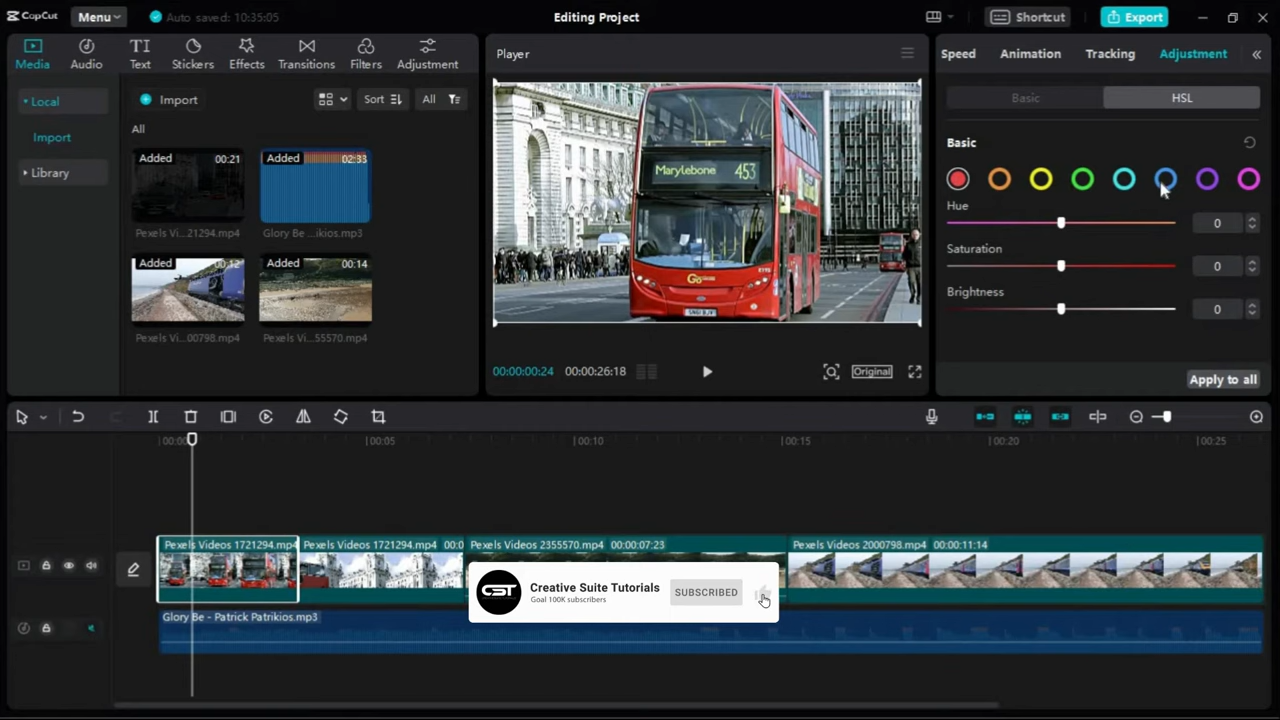 CapCut
Menu
Auto saved: 10:35:05
Editing Project
Shortcut
Export
Media
Audio
Text
Stickers
Effects
Transitions
Filters
Adjustment
Local
Import
Library
Import
Sort
All
All
Added 00:21
Pexels Vi...21294.mp4
Added 02:33
Glory Be ...ikios.mp3
Added 00:12
Pexels Vi...00798.mp4
Added 00:14
Pexels Vi...55570.mp4
Player
Marylebone 453
Go
00:00:00:24 00:00:26:18
Original
Speed
Animation
Tracking
Adjustment
Basic
HSL
Basic
Hue
0
Saturation
0
Brightness
0
Apply to all
00:05
00:10
00:15
00:20
00:25
Pexels Videos 1721294.mp4
Pexels Videos 1721294.mp4
Pexels Videos 2355570.mp4 00:00:07:23
Pexels Videos 2000798.mp4 00:00:11:14
CST
Creative Suite Tutorials
Goal 100K subscribers
SUBSCRIBED
Glory Be - Patrick Patrikios.mp3